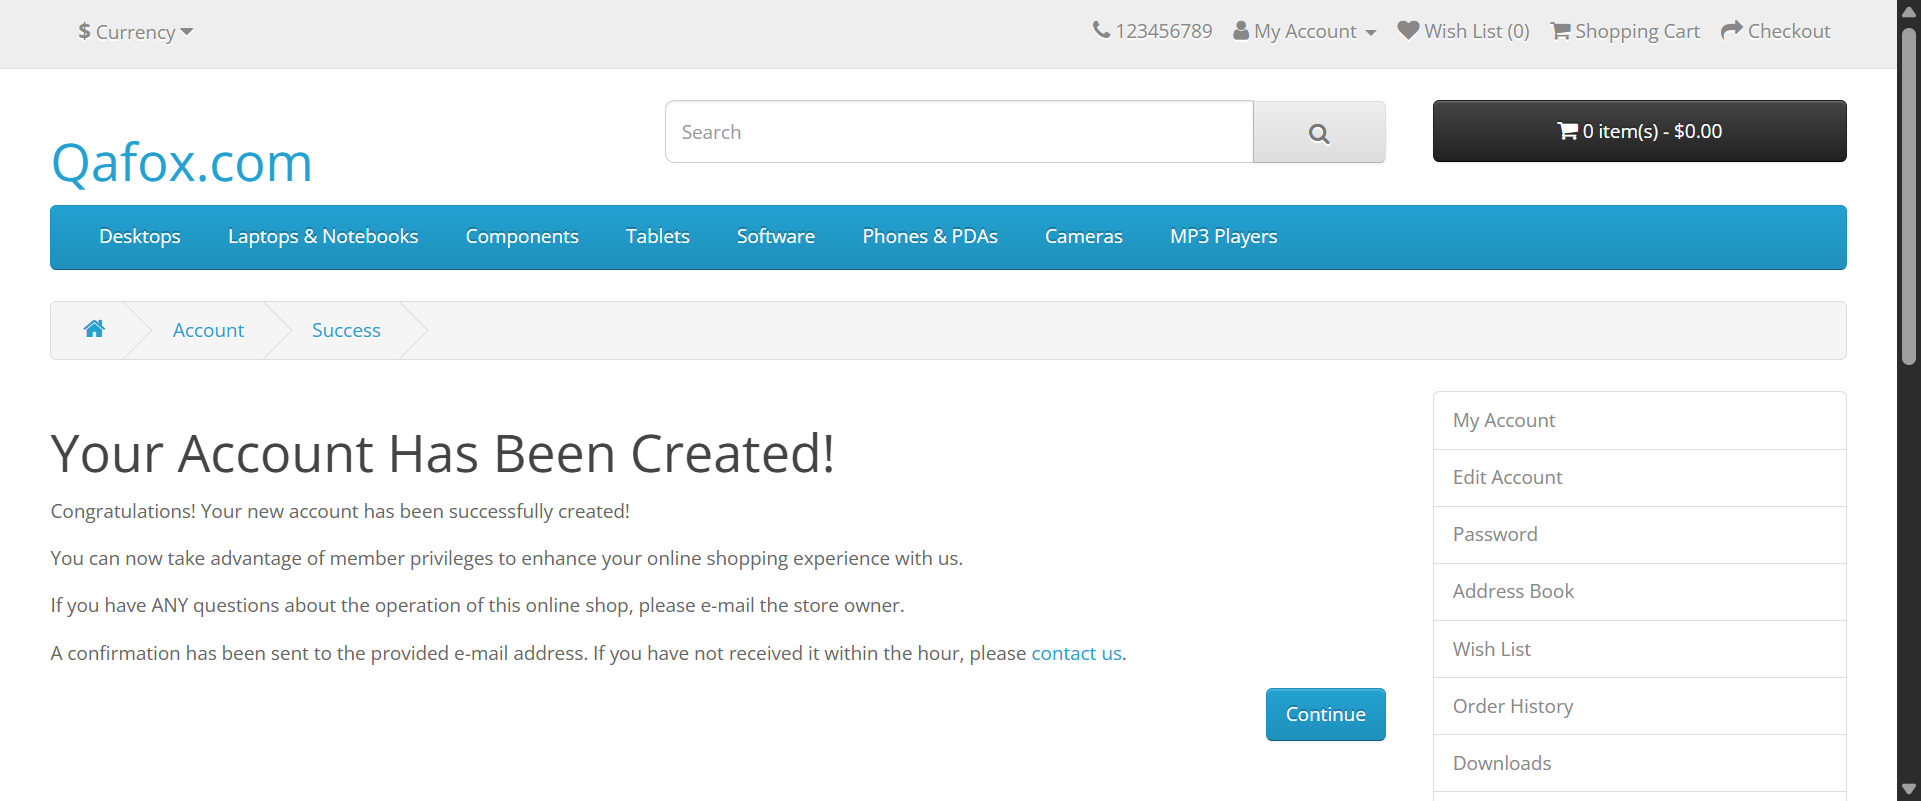 $ Currency
123456789 My Account Wish List (0) Shopping Cart Checkout
Qafox.com
Search
0 item(s) - $0.00
Desktops Laptops & Notebooks Components Tablets Software Phones & PDAs Cameras MP3 Players
Account Success
Your Account Has Been Created!
Congratulations! Your new account has been successfully created!
You can now take advantage of member privileges to enhance your online shopping experience with us.
If you have ANY questions about the operation of this online shop, please e-mail the store owner.
A confirmation has been sent to the provided e-mail address. If you have not received it within the hour, please contact us.
Continue
My Account
Edit Account
Password
Address Book
Wish List
Order History
Downloads